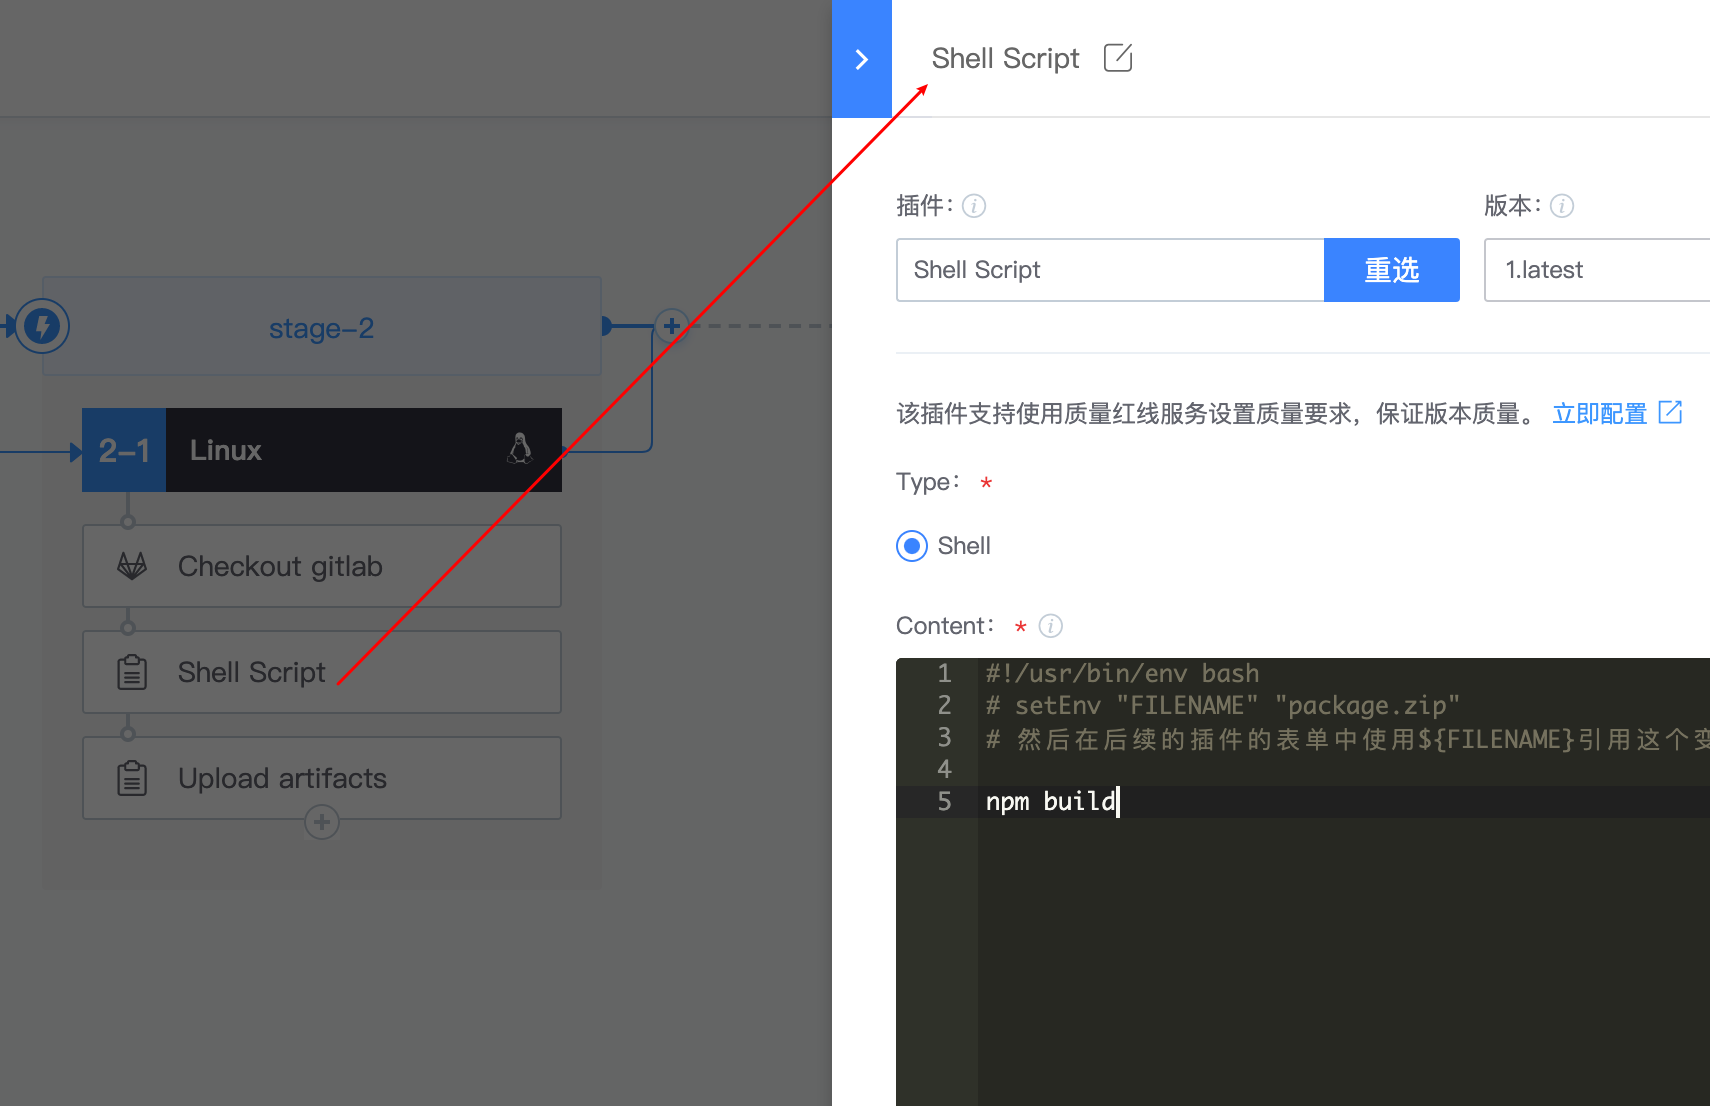 stage-2
2-1 Linux
Checkout gitlab
Shell Script
Upload artifacts
Shell Script
插件:
版本:
Shell Script
重选
1.latest
该插件支持使用质量红线服务设置质量要求，保证版本质量。 立即配置
Type: *
Shell
Content: *
1 #!/usr/bin/env bash
2 # setEnv "FILENAME" "package.zip"
3 # 然后在后续的插件的表单中使用${FILENAME}引用这个变
4
5 npm build